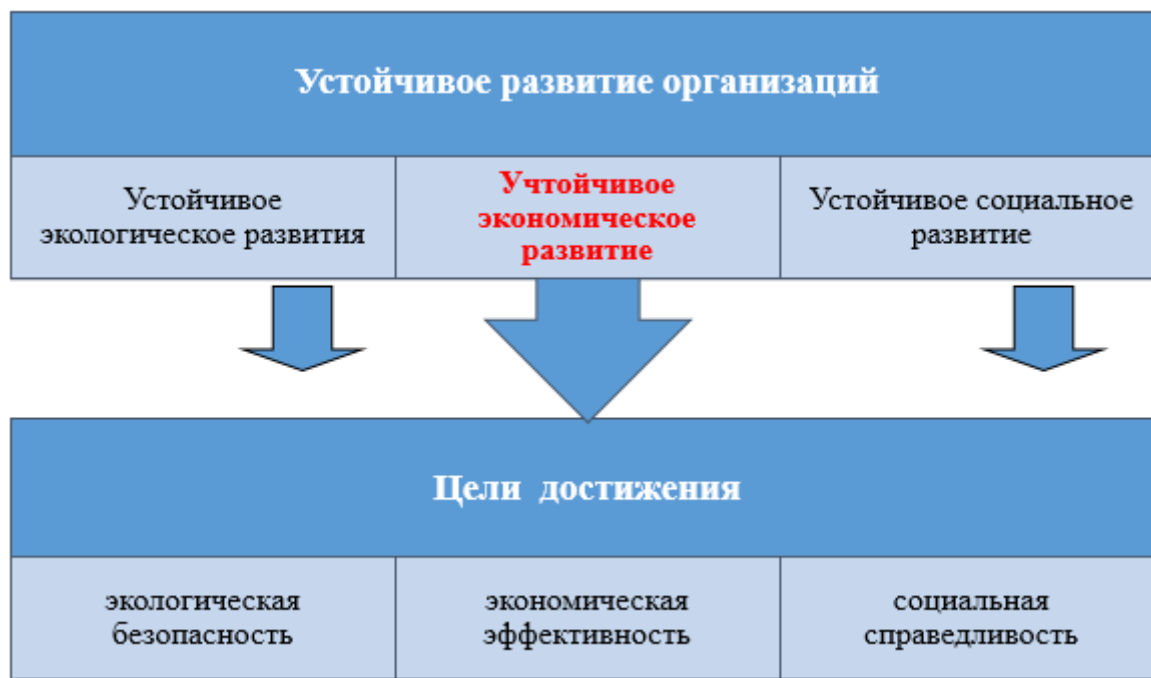 Устойчивое развитие организаций
Устойчивое
экологическое развития
Учтойчивое
экономическое
развитие
Устойчивое социальное
развитие
Цели достижения
экологическая
безопасность
экономическая
эффективность
социальная
справедливость